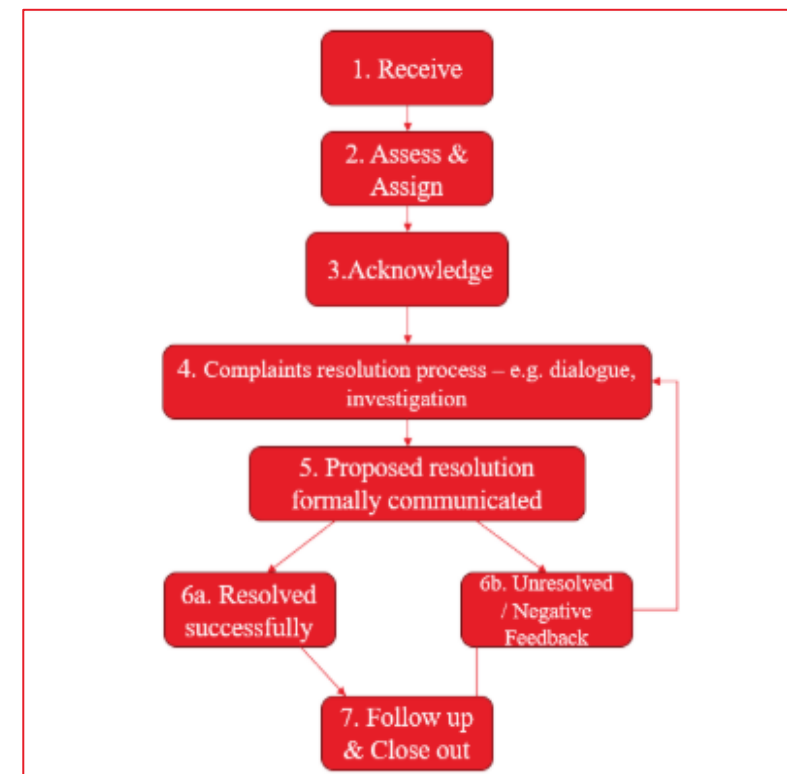 1. Receive
2. Assess &
Assign
3.Acknowledge
4. Complaints resolution process – e.g. dialogue,
investigation
5. Proposed resolution
formally communicated
6a. Resolved
successfully
6b. Unresolved
/ Negative
Feedback
7. Follow up
& Close out